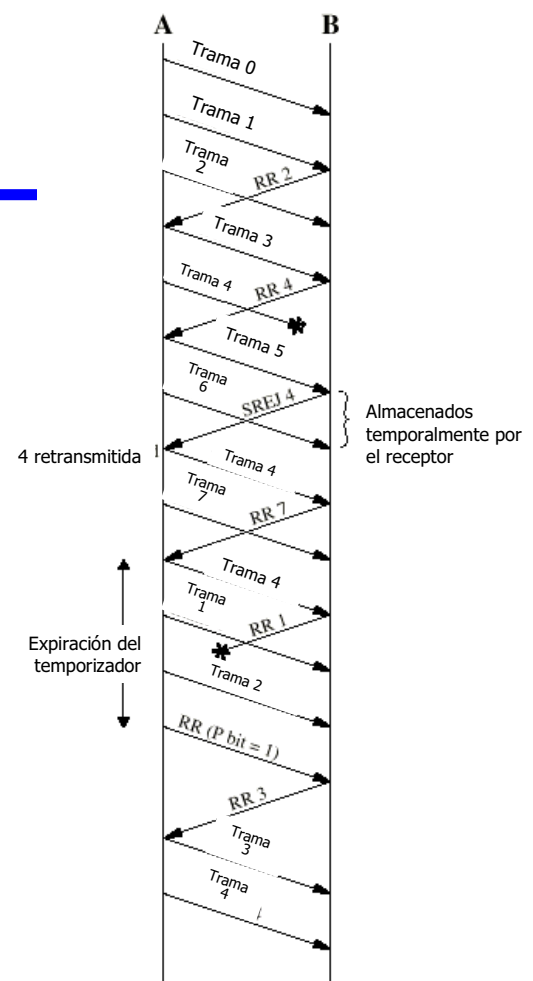 A B
Trama 0
Trama 1
Trama
2
RR 2
Trama 3
Trama 4
RR 4
Trama 5
Trama
6
SREJ 4
Almacenados
temporalmente por
el receptor
4 retransmitida
Trama 4
Trama
7
RR 7
Trama 4
Trama
1
RR 1
Expiración del
temporizador
Trama 2
RR (P bit = 1)
RR 3
Trama
3
Trama
4